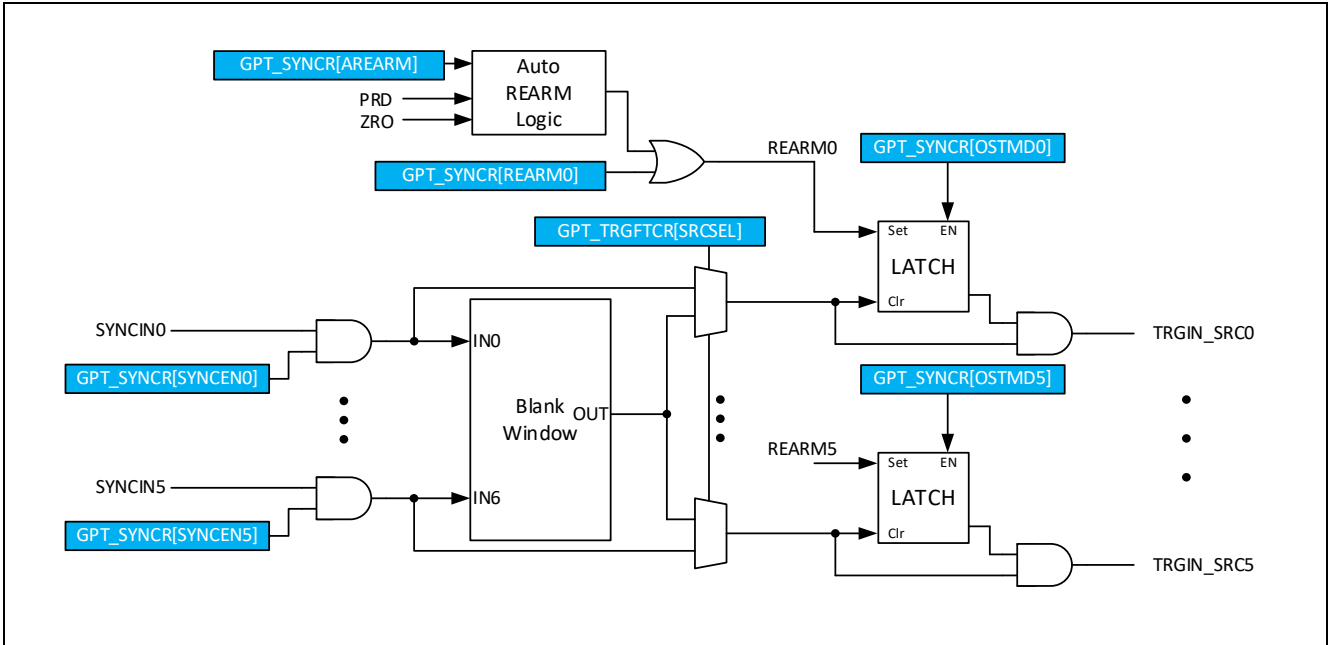 GPT_SYNCR[AREARM]
Auto
REARM
Logic
PRD
ZRO
GPT_SYNCR[REARM0]
REARM0
GPT_SYNCR[OSTMD0]
GPT_TRGFTCR[SRCSEL]
Set
EN
LATCH
Clr
SYNCIN0
GPT_SYNCR[SYNCEN0]
IN0
TRGIN_SRC0
GPT_SYNCR[OSTMD5]
Blank
Window
OUT
REARM5
Set
EN
LATCH
Clr
SYNCIN5
GPT_SYNCR[SYNCEN5]
IN6
TRGIN_SRC5